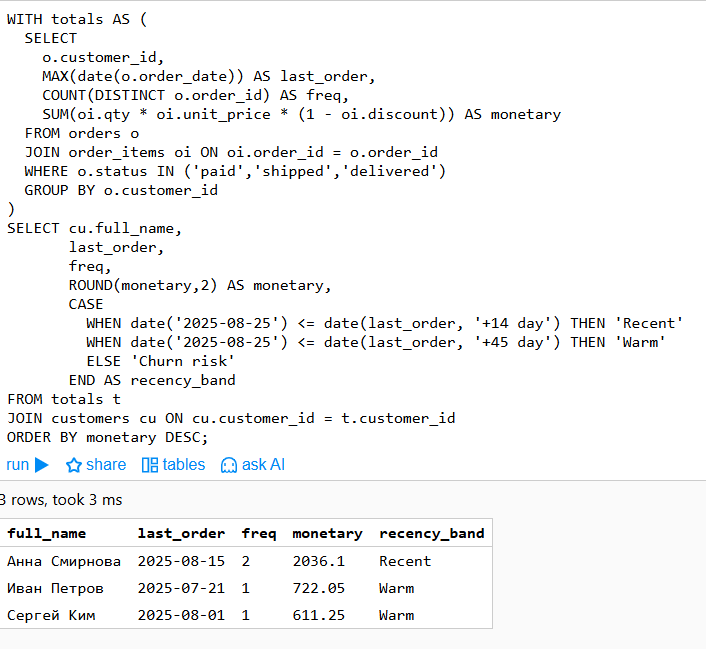 WITH totals AS (
  SELECT
    o.customer_id,
    MAX(date(o.order_date)) AS last_order,
    COUNT(DISTINCT o.order_id) AS freq,
    SUM(oi.qty * oi.unit_price * (1 - oi.discount)) AS monetary
  FROM orders o
  JOIN order_items oi ON oi.order_id = o.order_id
  WHERE o.status IN ('paid','shipped','delivered')
  GROUP BY o.customer_id
)
SELECT cu.full_name,
       last_order,
       freq,
       ROUND(monetary,2) AS monetary,
       CASE
         WHEN date('2025-08-25') <= date(last_order, '+14 day') THEN 'Recent'
         WHEN date('2025-08-25') <= date(last_order, '+45 day') THEN 'Warm'
         ELSE 'Churn risk'
       END AS recency_band
FROM totals t
JOIN customers cu ON cu.customer_id = t.customer_id
ORDER BY monetary DESC;
run share tables ask AI
3 rows, took 3 ms
full_name last_order freq monetary recency_band
Анна Смирнова 2025-08-15 2 2036.1 Recent
Иван Петров 2025-07-21 1 722.05 Warm
Сергей Ким 2025-08-01 1 611.25 Warm